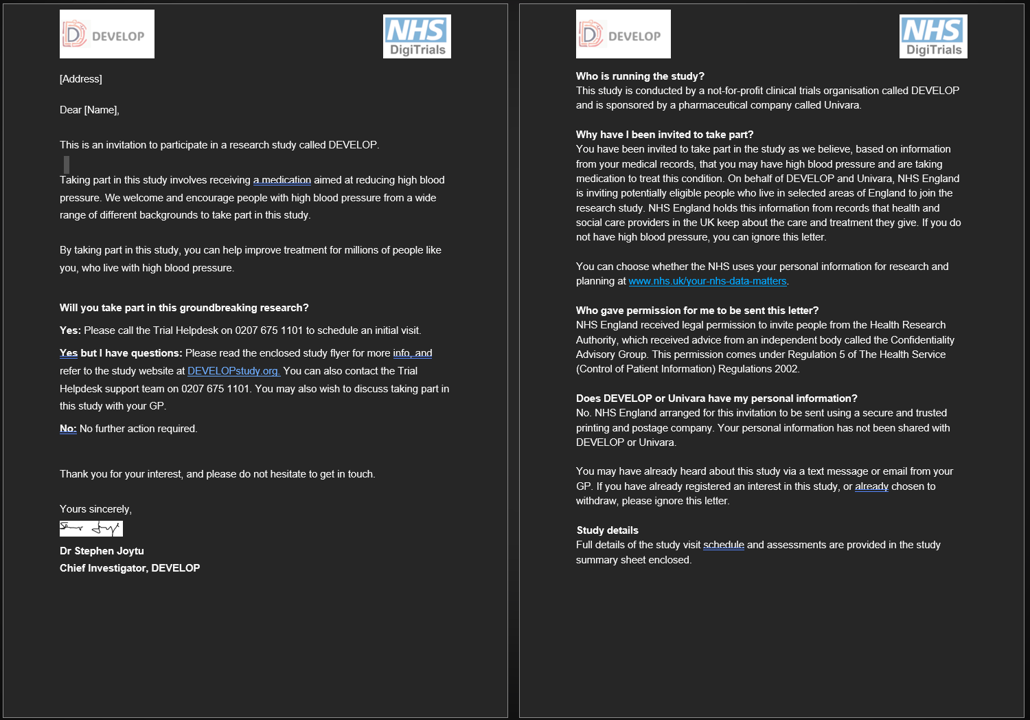 DEVELOP
NHS
DigiTrials
[Address]
Dear [Name],
This is an invitation to participate in a research study called DEVELOP.
Taking part in this study involves receiving a medication aimed at reducing high blood
pressure. We welcome and encourage people with high blood pressure from a wide
range of different backgrounds to take part in this study.
By taking part in this study, you can help improve treatment for millions of people like
you, who live with high blood pressure.
Will you take part in this groundbreaking research?
Yes: Please call the Trial Helpdesk on 0207 675 1101 to schedule an initial visit.
Yes but I have questions: Please read the enclosed study flyer for more info, and
refer to the study website at DEVELOPstudy.org. You can also contact the Trial
Helpdesk support team on 0207 675 1101. You may also wish to discuss taking part in
this study with your GP.
No: No further action required.
Thank you for your interest, and please do not hesitate to get in touch.
Yours sincerely,
Dr Stephen Joytu
Chief Investigator, DEVELOP
DEVELOP
NHS
DigiTrials
Who is running the study?
This study is conducted by a not-for-profit clinical trials organisation called DEVELOP
and is sponsored by a pharmaceutical company called Univara.
Why have I been invited to take part?
You have been invited to take part in the study as we believe, based on information
from your medical records, that you may have high blood pressure and are taking
medication to treat this condition. On behalf of DEVELOP and Univara, NHS England
is inviting potentially eligible people who live in selected areas of England to join the
research study. NHS England holds this information from records that health and
social care providers in the UK keep about the care and treatment they give. If you do
not have high blood pressure, you can ignore this letter.
You can choose whether the NHS uses your personal information for research and
planning at www.nhs.uk/your-nhs-data-matters.
Who gave permission for me to be sent this letter?
NHS England received legal permission to invite people from the Health Research
Authority, which received advice from an independent body called the Confidentiality
Advisory Group. This permission comes under Regulation 5 of The Health Service
(Control of Patient Information) Regulations 2002.
Does DEVELOP or Univara have my personal information?
No. NHS England arranged for this invitation to be sent using a secure and trusted
printing and postage company. Your personal information has not been shared with
DEVELOP or Univara.
You may have already heard about this study via a text message or email from your
GP. If you have already registered an interest in this study, or already chosen to
withdraw, please ignore this letter.
Study details
Full details of the study visit schedule and assessments are provided in the study
summary sheet enclosed.